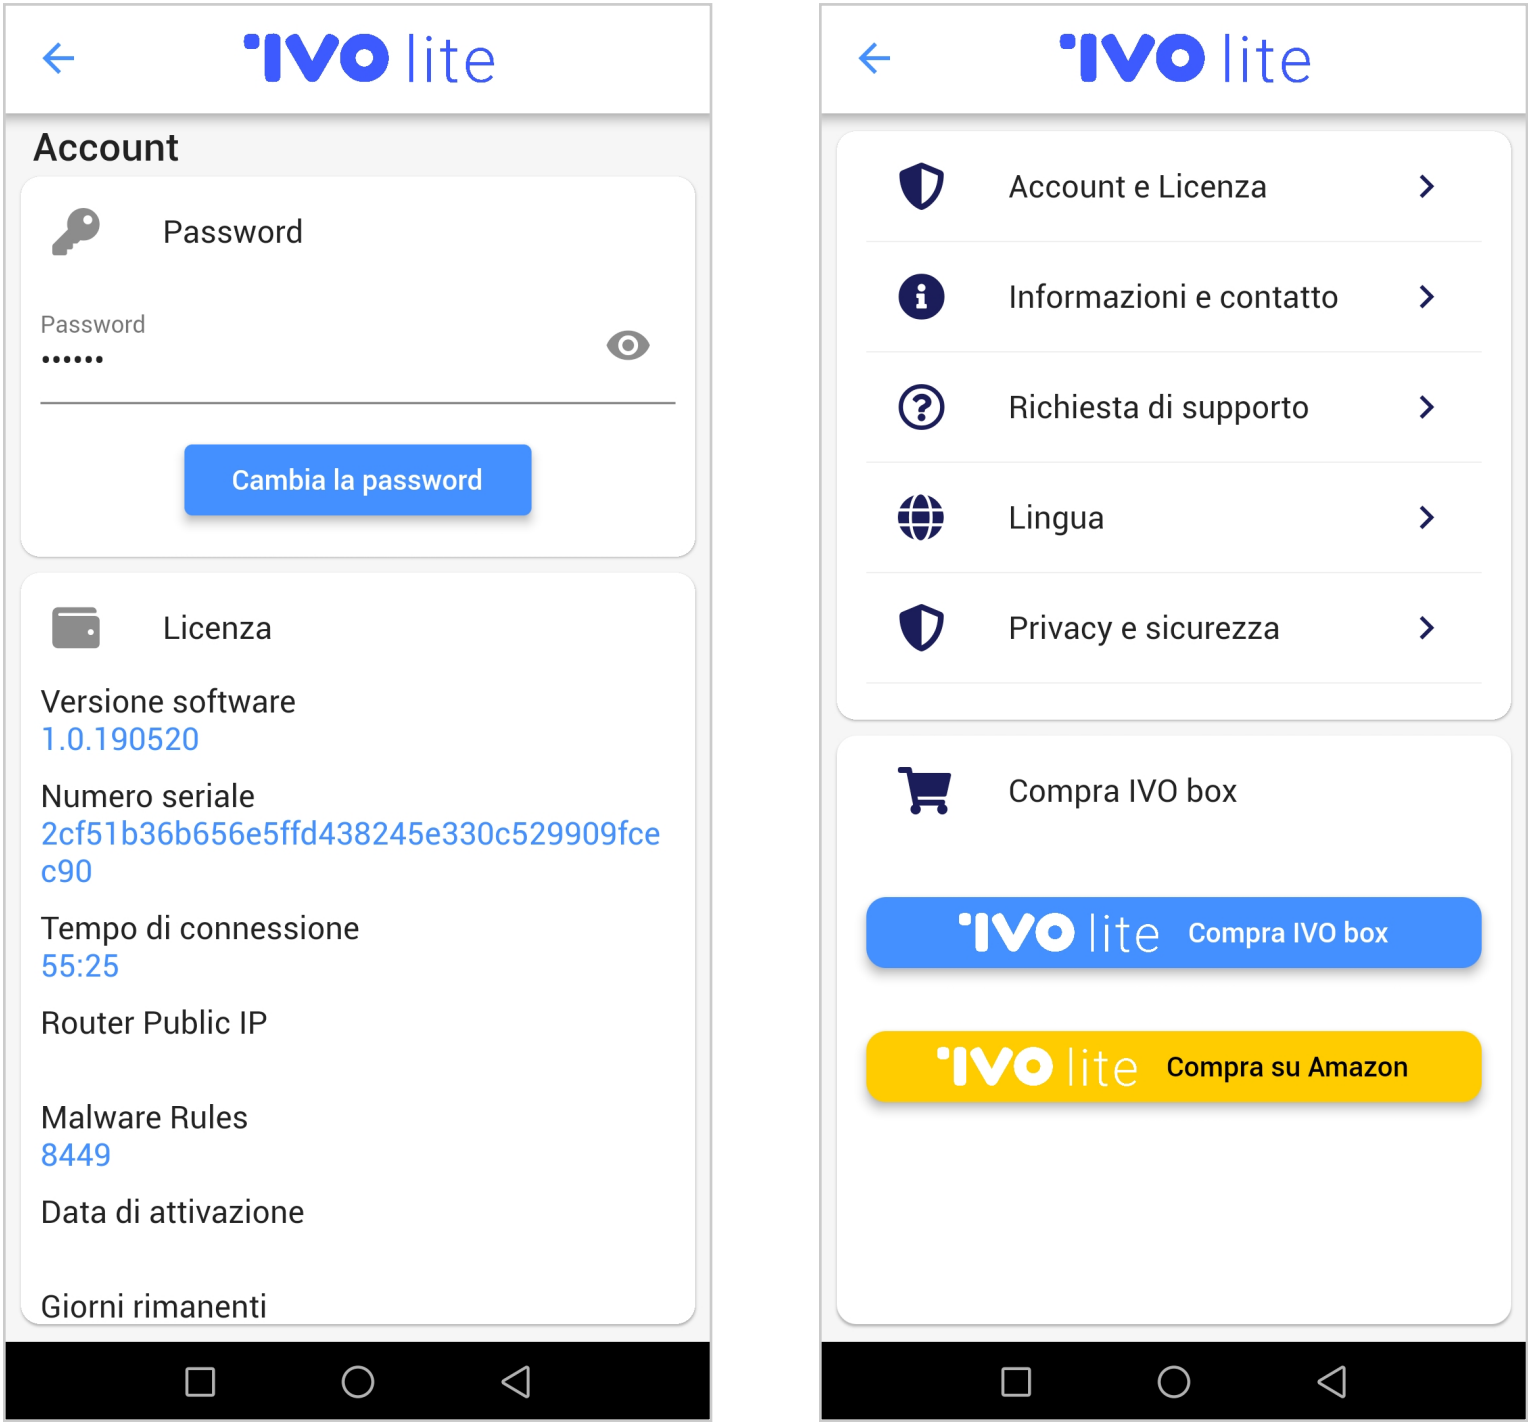 IVO lite
Account
Password
Password
••••••
Cambia la password
Licenza
Versione software
1.0.190520
Numero seriale
2cf51b36b656e5ffd438245e330c529909fce
c90
Tempo di connessione
55:25
Router Public IP
Malware Rules
8449
Data di attivazione
Giorni rimanenti
IVO lite
Account e Licenza
Informazioni e contatto
Richiesta di supporto
Lingua
Privacy e sicurezza
Compra IVO box
IVO lite Compra IVO box
IVO lite Compra su Amazon